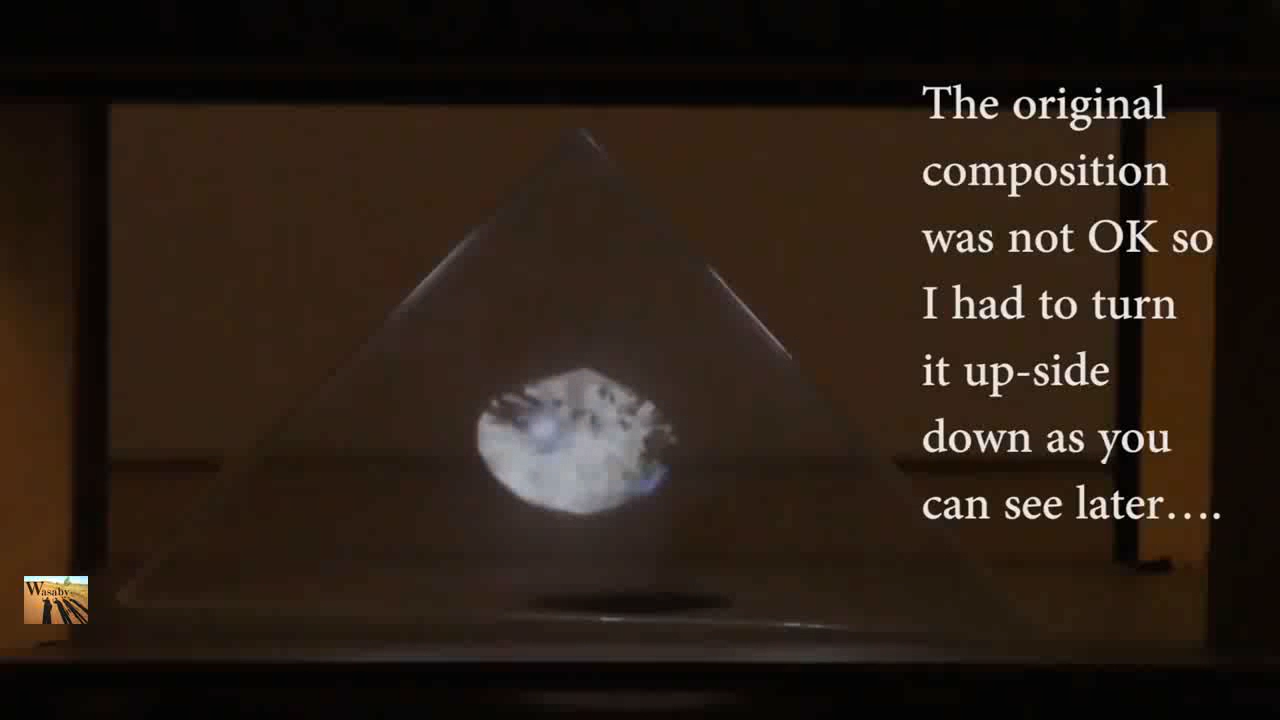 The original
composition
was not OK so
I had to turn
it up-side
down as you
can see later….
Wasaby